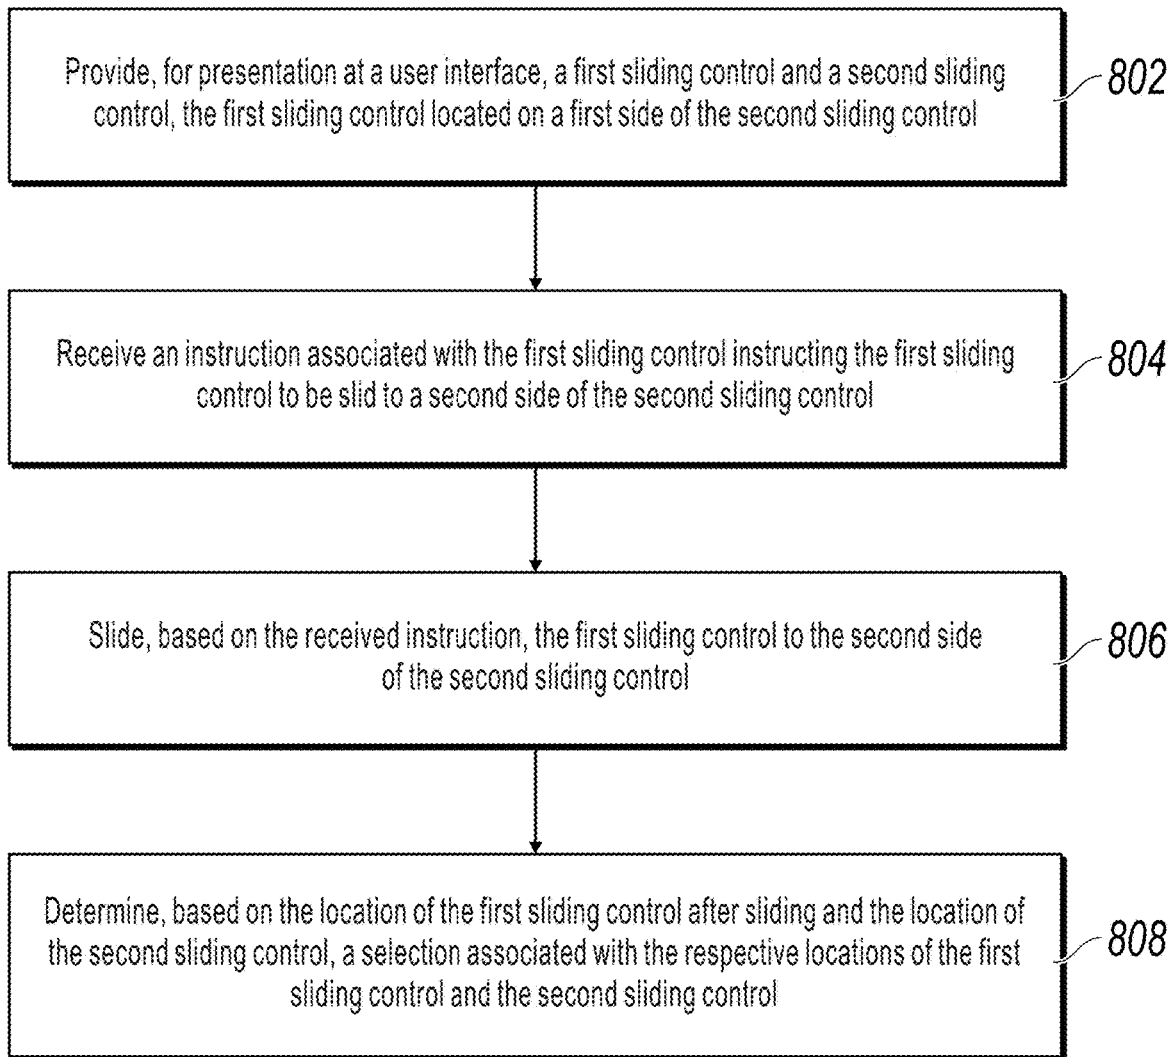 Provide, for presentation at a user interface, a first sliding control and a second sliding
control, the first sliding control located on a first side of the second sliding control
802
Receive an instruction associated with the first sliding control instructing the first sliding
control to be slid to a second side of the second sliding control
804
Slide, based on the received instruction, the first sliding control to the second side
of the second sliding control
806
Determine, based on the location of the first sliding control after sliding and the location of
the second sliding control, a selection associated with the respective locations of the first
sliding control and the second sliding control
808